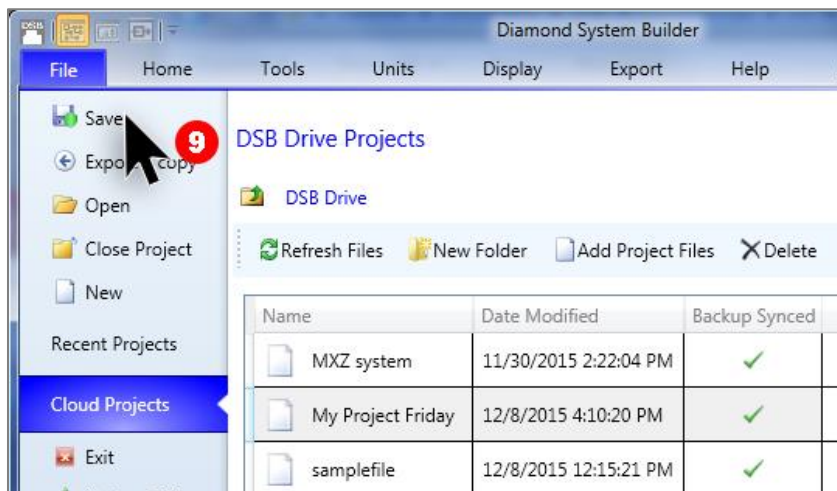 DSB
Diamond System Builder
File Home Tools Units Display Export Help
Save
9
DSB Drive Projects
Export copy
Open
DSB Drive
Close Project
Refresh Files New Folder Add Project Files Delete
New
Name Date Modified Backup Synced
Recent Projects
MXZ system 11/30/2015 2:22:04 PM
Cloud Projects
My Project Friday 12/8/2015 4:10:20 PM
Exit
samplefile 12/8/2015 12:15:21 PM